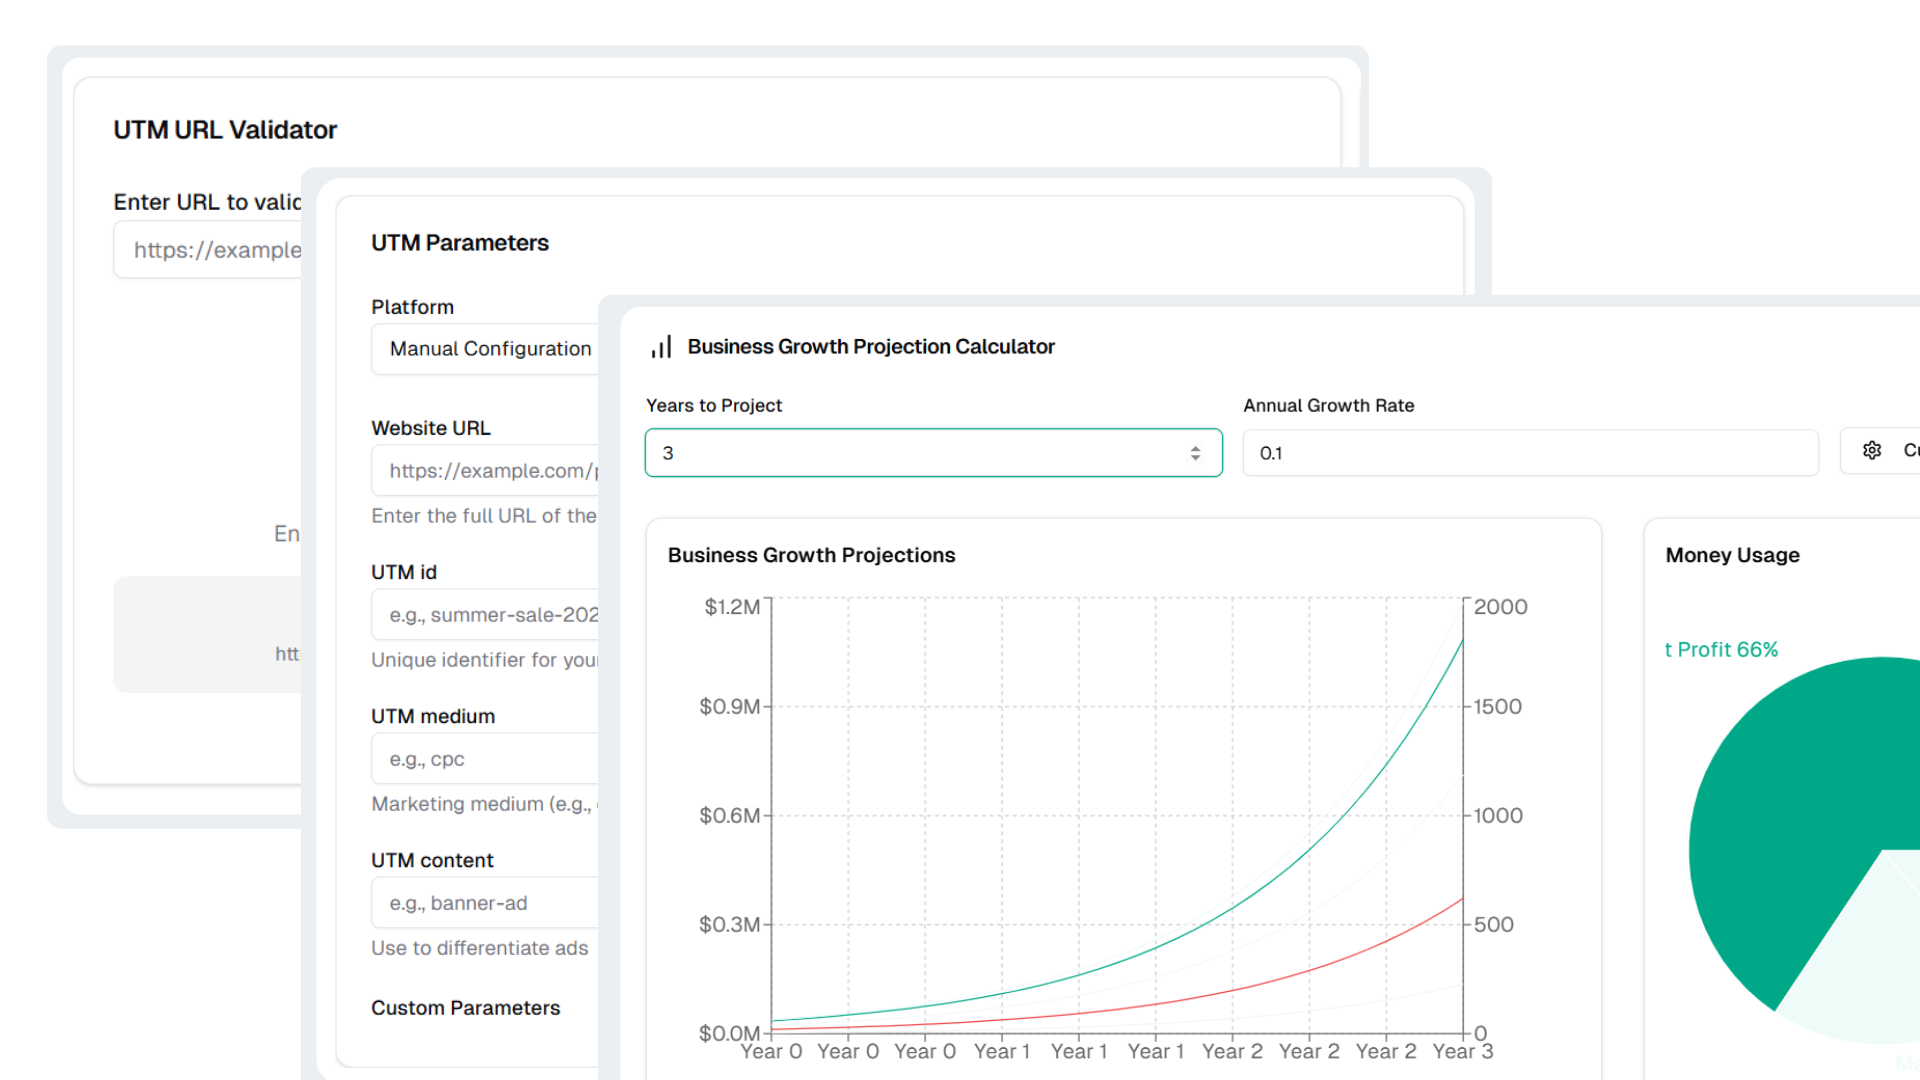 UTM URL Validator
Enter URL to valid
https://example
En
htt
UTM Parameters
Platform
Manual Configuration
Website URL
https://example.com/p
Enter the full URL of the
UTM id
e.g., summer-sale-202
Unique identifier for your
UTM medium
e.g., cpc
Marketing medium (e.g.,
UTM content
e.g., banner-ad
Use to differentiate ads
Custom Parameters
Business Growth Projection Calculator
Years to Project
3
Annual Growth Rate
0.1
Cu
Business Growth Projections
$1.2M
$0.9M
$0.6M
$0.3M
$0.0M
2000
1500
1000
500
0
Year 0 Year 0 Year 0 Year 1 Year 1 Year 1 Year 2 Year 2 Year 2 Year 3
Money Usage
t Profit 66%
Ma